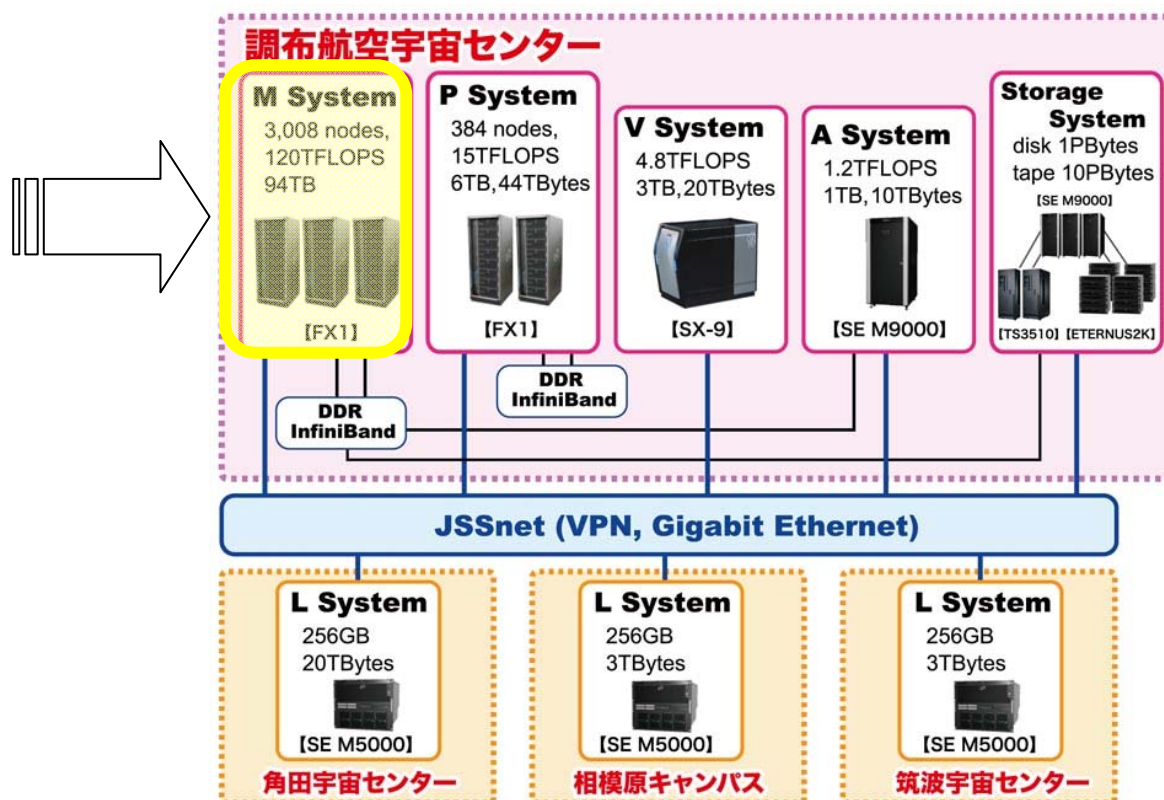 調布航空宇宙センター
M System
3,008 nodes,
120TFLOPS
94TB
【FX1】
P System
384 nodes,
15TFLOPS
6TB,44TBytes
【FX1】
V System
4.8TFLOPS
3TB,20TBytes
【SX-9】
A System
1.2TFLOPS
1TB,10TBytes
【SE M9000】
Storage
System
disk 1PBytes
tape 10PBytes
【SE M9000】
【TS3510】【ETERNUS2K】
DDR
InfiniBand
DDR
InfiniBand
JSSnet (VPN, Gigabit Ethernet)
L System
256GB
20TBytes
【SE M5000】
角田宇宙センター
L System
256GB
3TBytes
【SE M5000】
相模原キャンパス
L System
256GB
3TBytes
【SE M5000】
筑波宇宙センター